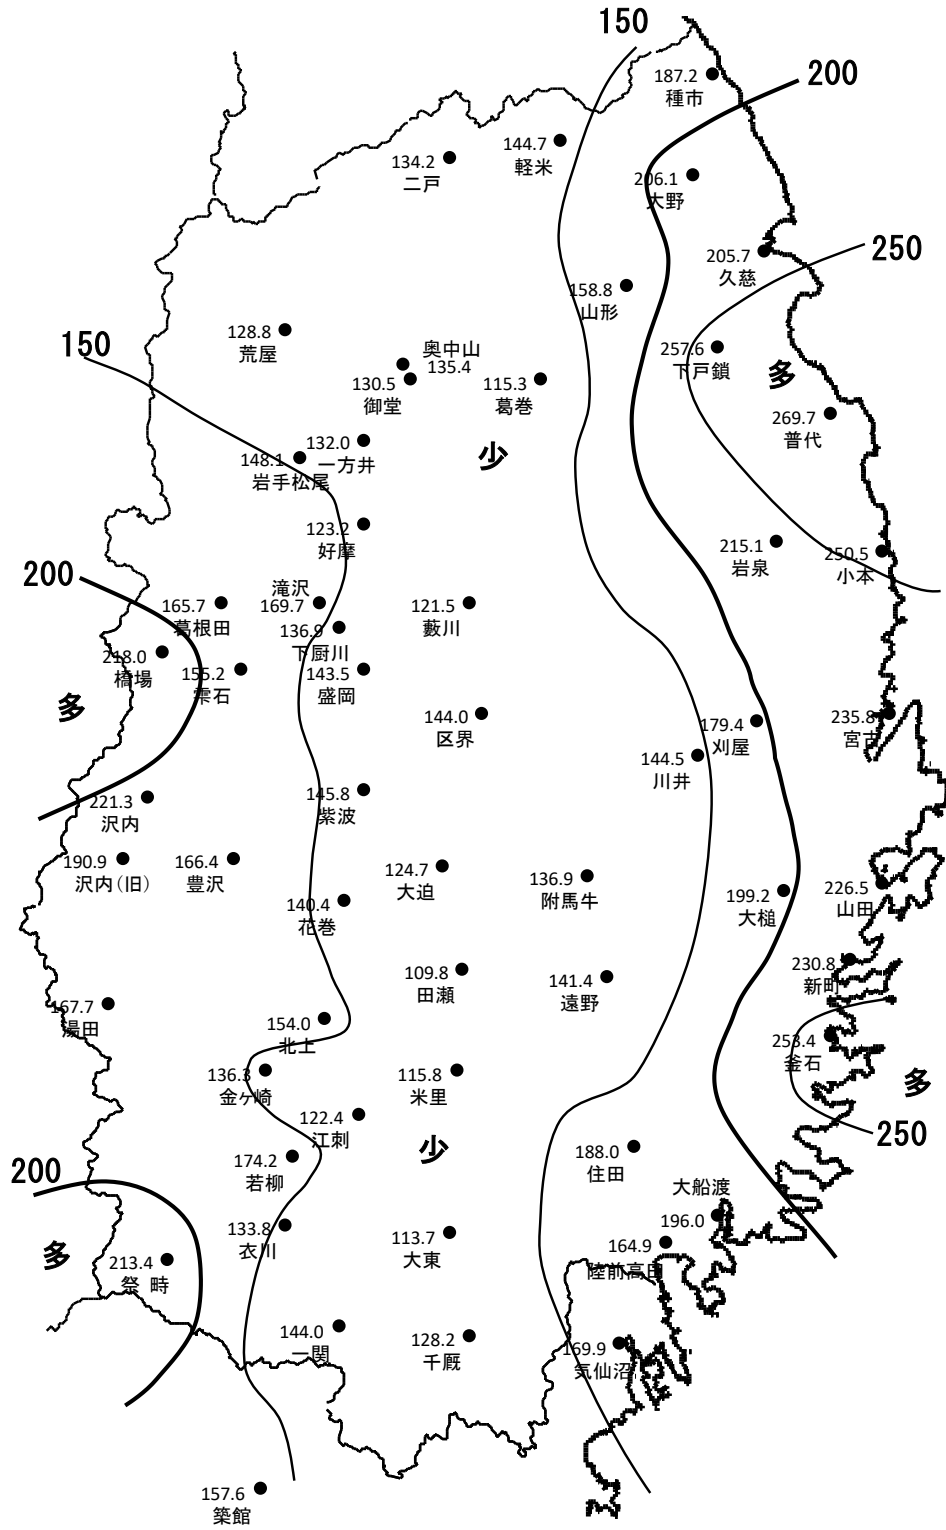 150
187.2
種市
200
144.7
軽米
134.2
二戸
206.1
大野
205.7
久慈
250
158.8
山形
128.8
荒屋
150
奥中山
135.4
257.6
下戸鎖
多
130.5
御堂
115.3
葛巻
269.7
普代
132.0
一方井
少
148.1
岩手松尾
123.2
好摩
215.1
岩泉
250.5
小本
200
165.7
葛根田
滝沢
169.7
121.5
藪川
136.9
下厨川
218.0
橋場
155.2
雫石
143.5
盛岡
多
144.0
区界
179.4
刈屋
235.8
宮古
144.5
川井
221.3
沢内
145.8
紫波
190.9
沢内（旧）
166.4
豊沢
124.7
大迫
136.9
附馬牛
199.2
大槌
226.5
山田
140.4
花巻
109.8
田瀬
141.4
遠野
230.8
新町
167.7
湯田
154.0
北上
253.4
釜石
136.3
金ヶ崎
115.8
米里
多
122.4
江刺
少
250
200
174.2
若柳
188.0
住田
大船渡
196.0
133.8
衣川
113.7
大東
164.9
陸前高田
多
213.4
祭 畤
144.0
一関
128.2
千厩
169.9
気仙沼
157.6
築館